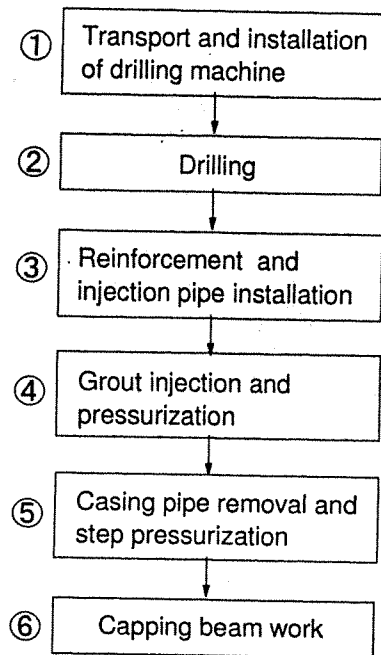 ① Transport and installation
of drilling machine
② Drilling
③ Reinforcement and
injection pipe installation
④ Grout injection and
pressurization
⑤ Casing pipe removal and
step pressurization
⑥ Capping beam work